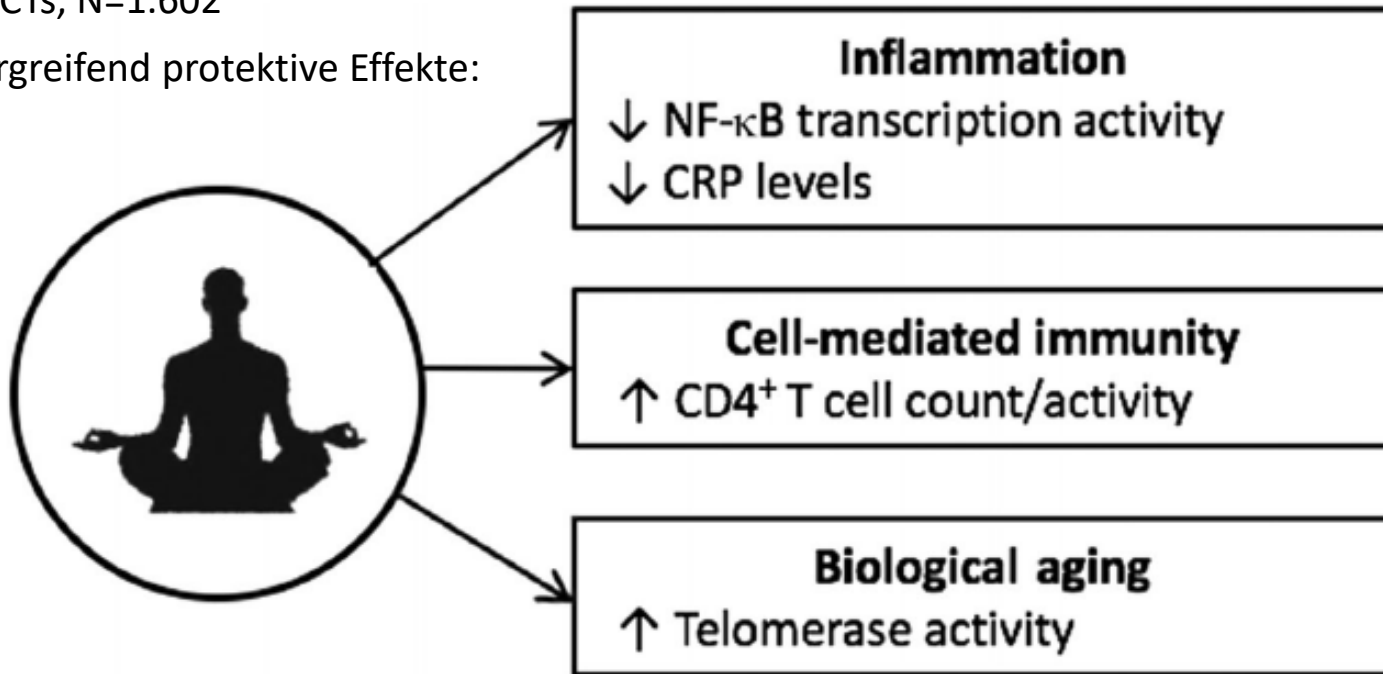 CTs, N=1.602
rgreifend protektive Effekte:
Inflammation
↓ NF-κB transcription activity
↓ CRP levels
Cell-mediated immunity
↑ CD4⁺ T cell count/activity
Biological aging
↑ Telomerase activity